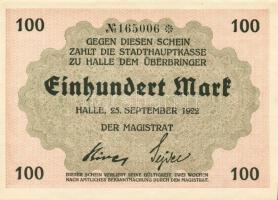 100 №165006 ※ 100
GEGEN DIESEN SCHEIN
ZAHLT DIE STADTHAUPTKASSE
ZU HALLE DEM ÜBERBRINGER
Einhundert Mark
HALLE, 25. SEPTEMBER 1922
DER MAGISTRAT
100 100
DIESER SCHEIN VERLIERT SEINE GÜLTIGKEIT ZWEI WOCHEN
NACH AMTLICHER BEKANNTMACHUNG DURCH DEN MAGISTRAT.